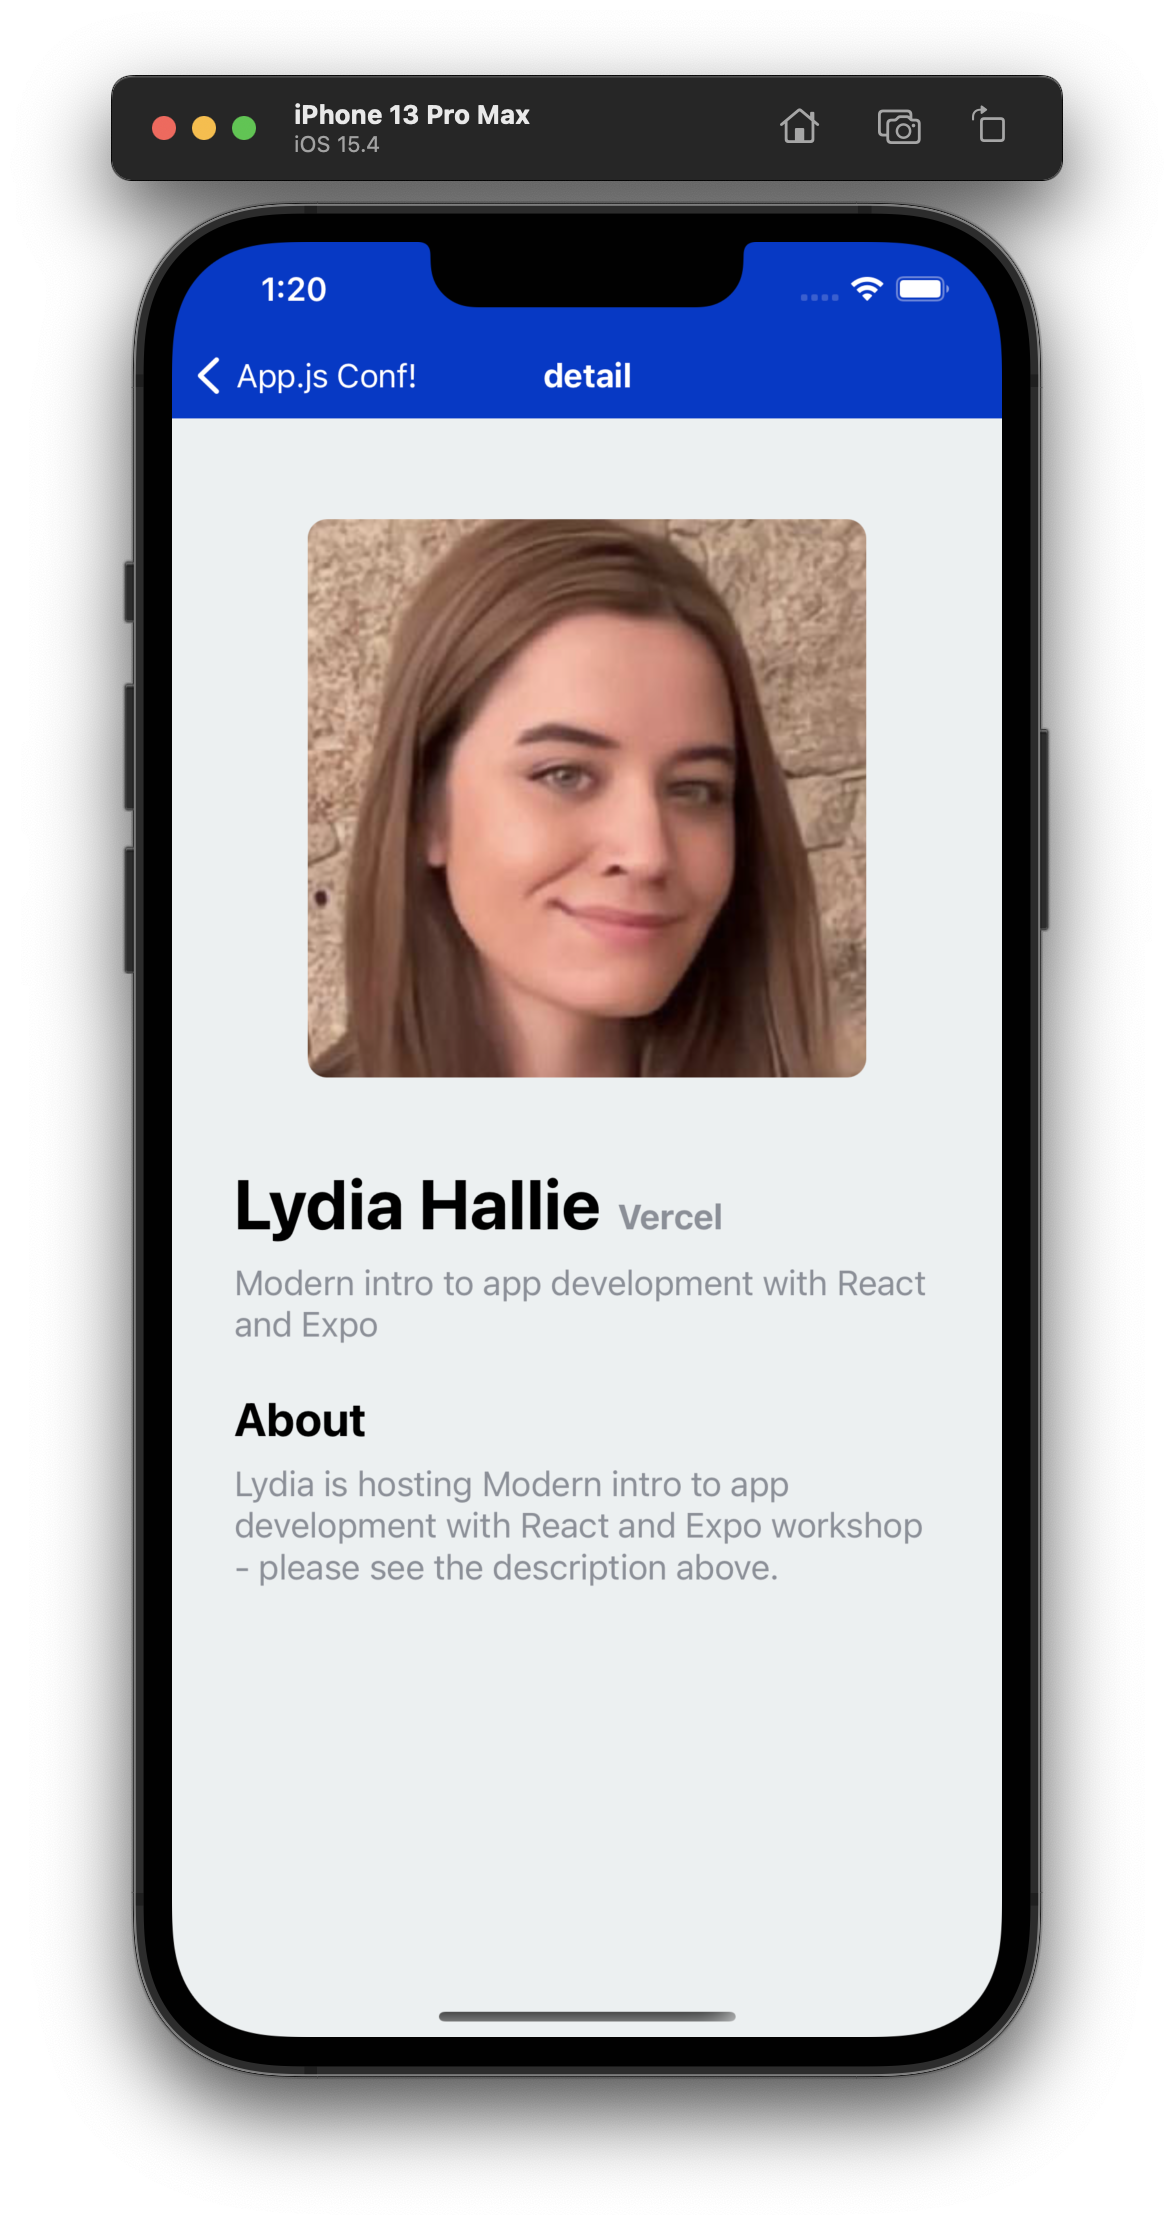 iPhone 13 Pro Max
iOS 15.4
1:20
App.js Conf! detail
Lydia Hallie Vercel
Modern intro to app development with React
and Expo
About
Lydia is hosting Modern intro to app
development with React and Expo workshop
- please see the description above.